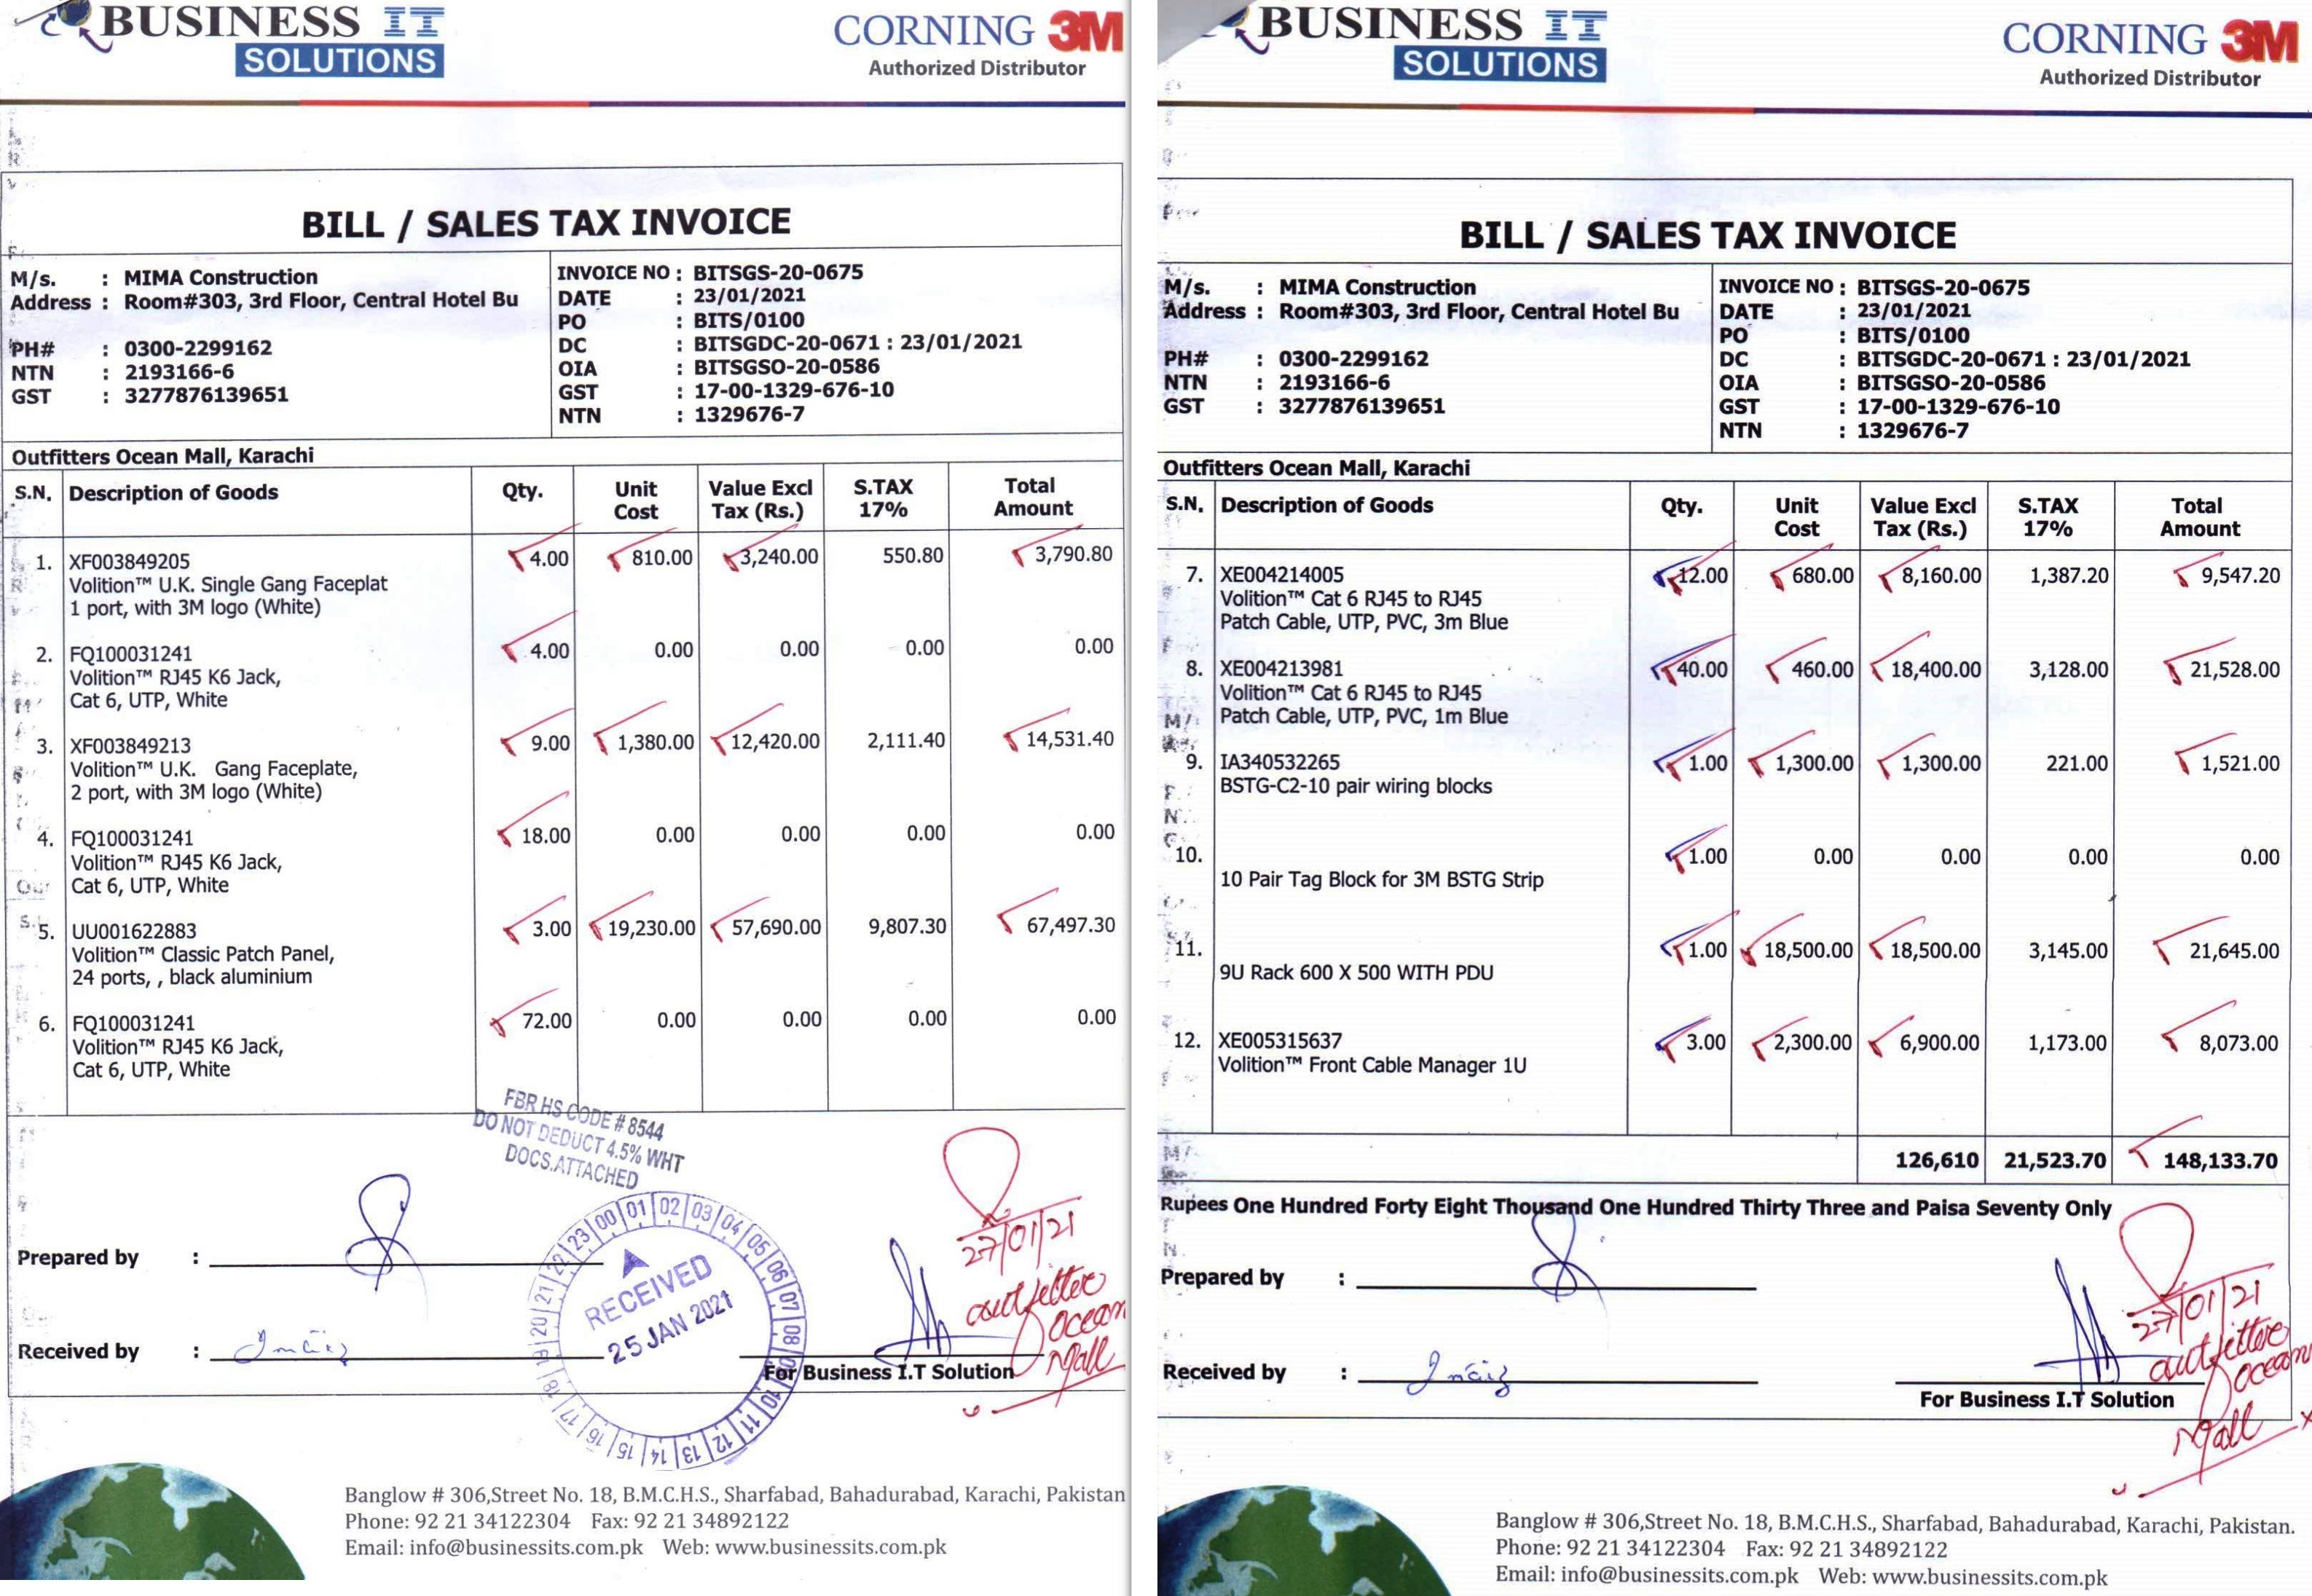 BUSINESS IT
SOLUTIONS
CORNING 3M
Authorized Distributor
BILL / SALES TAX INVOICE
M/s. : MIMA Construction
Address : Room#303, 3rd Floor, Central Hotel Bu
PH# : 0300-2299162
NTN : 2193166-6
GST : 3277876139651
INVOICE NO : BITSGS-20-0675
DATE : 23/01/2021
PO : BITS/0100
DC : BITSGDC-20-0671 : 23/01/2021
OIA : BITSGSO-20-0586
GST : 17-00-1329-676-10
NTN : 1329676-7
Outfitters Ocean Mall, Karachi
S.N. Description of Goods Qty. Unit Cost Value Excl Tax (Rs.) S.TAX 17% Total Amount
1. XF003849205 4.00 810.00 3,240.00 550.80 3,790.80
Volition™ U.K. Single Gang Faceplat
1 port, with 3M logo (White)
2. FQ100031241 4.00 0.00 0.00 0.00 0.00
Volition™ RJ45 K6 Jack,
Cat 6, UTP, White
3. XF003849213 9.00 1,380.00 12,420.00 2,111.40 14,531.40
Volition™ U.K. Gang Faceplate,
2 port, with 3M logo (White)
4. FQ100031241 18.00 0.00 0.00 0.00 0.00
Volition™ RJ45 K6 Jack,
Cat 6, UTP, White
5. UU001622883 3.00 19,230.00 57,690.00 9,807.30 67,497.30
Volition™ Classic Patch Panel,
24 ports, , black aluminium
6. FQ100031241 72.00 0.00 0.00 0.00 0.00
Volition™ RJ45 K6 Jack,
Cat 6, UTP, White
FBR HS CODE # 8544
DO NOT DEDUCT 4.5% WHT
DOCS.ATTACHED
Prepared by :
Received by :
00 01 02 03 04 05 06 07 08 09 10 11 12 13 14 15 16 17 18 19 20 21 22 23
RECEIVED
25 JAN 2021
27/01/21
outfitter
ocean
Mall
For Business I.T Solution
Banglow # 306,Street No. 18, B.M.C.H.S., Sharfabad, Bahadurabad, Karachi, Pakistan
Phone: 92 21 34122304 Fax: 92 21 34892122
Email: info@businessits.com.pk Web: www.businessits.com.pk
BUSINESS IT
SOLUTIONS
CORNING 3M
Authorized Distributor
BILL / SALES TAX INVOICE
M/s. : MIMA Construction
Address : Room#303, 3rd Floor, Central Hotel Bu
PH# : 0300-2299162
NTN : 2193166-6
GST : 3277876139651
INVOICE NO : BITSGS-20-0675
DATE : 23/01/2021
PO : BITS/0100
DC : BITSGDC-20-0671 : 23/01/2021
OIA : BITSGSO-20-0586
GST : 17-00-1329-676-10
NTN : 1329676-7
Outfitters Ocean Mall, Karachi
S.N. Description of Goods Qty. Unit Cost Value Excl Tax (Rs.) S.TAX 17% Total Amount
7. XE004214005 12.00 680.00 8,160.00 1,387.20 9,547.20
Volition™ Cat 6 RJ45 to RJ45
Patch Cable, UTP, PVC, 3m Blue
8. XE004213981 40.00 460.00 18,400.00 3,128.00 21,528.00
Volition™ Cat 6 RJ45 to RJ45
Patch Cable, UTP, PVC, 1m Blue
9. IA340532265 1.00 1,300.00 1,300.00 221.00 1,521.00
BSTG-C2-10 pair wiring blocks
10. 1.00 0.00 0.00 0.00 0.00
10 Pair Tag Block for 3M BSTG Strip
11. 1.00 18,500.00 18,500.00 3,145.00 21,645.00
9U Rack 600 X 500 WITH PDU
12. XE005315637 3.00 2,300.00 6,900.00 1,173.00 8,073.00
Volition™ Front Cable Manager 1U
126,610 21,523.70 148,133.70
Rupees One Hundred Forty Eight Thousand One Hundred Thirty Three and Paisa Seventy Only
Prepared by :
Received by :
27/01/21
outfitter
ocean
Mall
For Business I.T Solution
Banglow # 306,Street No. 18, B.M.C.H.S., Sharfabad, Bahadurabad, Karachi, Pakistan.
Phone: 92 21 34122304 Fax: 92 21 34892122
Email: info@businessits.com.pk Web: www.businessits.com.pk